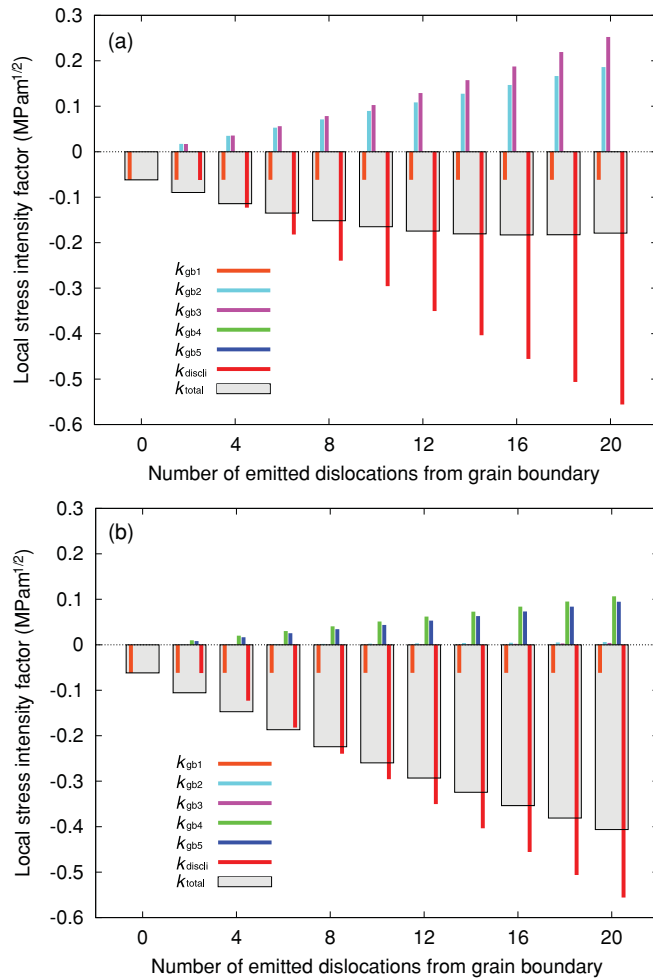 (a)
Local stress intensity factor (MPam1/2)
0.3
0.2
0.1
0
-0.1
-0.2
-0.3
-0.4
-0.5
-0.6
kgb1
kgb2
kgb3
kgb4
kgb5
kdiscli
ktotal
0 4 8 12 16 20
Number of emitted dislocations from grain boundary
(b)
Local stress intensity factor (MPam1/2)
0.3
0.2
0.1
0
-0.1
-0.2
-0.3
-0.4
-0.5
-0.6
kgb1
kgb2
kgb3
kgb4
kgb5
kdiscli
ktotal
0 4 8 12 16 20
Number of emitted dislocations from grain boundary